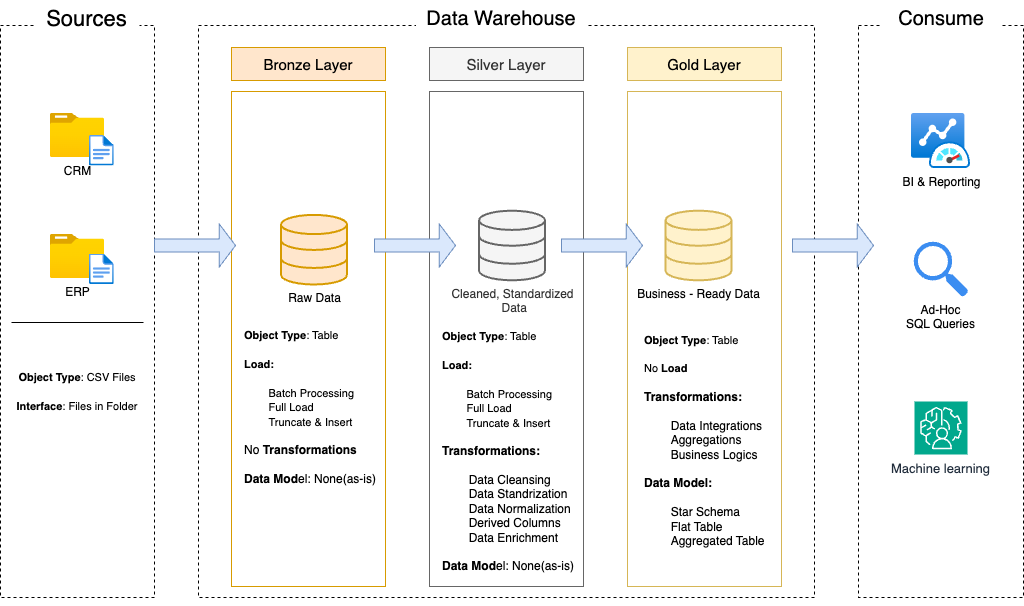 Sources
CRM
ERP
Object Type: CSV Files
Interface: Files in Folder
Data Warehouse
Bronze Layer
Raw Data
Object Type: Table
Load:
Batch Processing
Full Load
Truncate & Insert
No Transformations
Data Model: None(as-is)
Silver Layer
Cleaned, Standardized
Data
Object Type: Table
Load:
Batch Processing
Full Load
Truncate & Insert
Transformations:
Data Cleansing
Data Standrization
Data Normalization
Derived Columns
Data Enrichment
Data Model: None(as-is)
Gold Layer
Business - Ready Data
Object Type: Table
No Load
Transformations:
Data Integrations
Aggregations
Business Logics
Data Model:
Star Schema
Flat Table
Aggregated Table
Consume
BI & Reporting
Ad-Hoc
SQL Queries
Machine learning